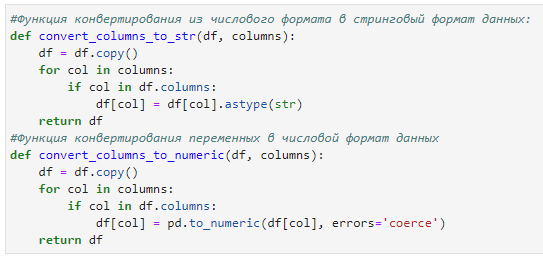 #Функция конвертирования из числового формата в стринговый формат данных:
def convert_columns_to_str(df, columns):
    df = df.copy()
    for col in columns:
        if col in df.columns:
            df[col] = df[col].astype(str)
    return df
#Функция конвертирования переменных в числовой формат данных
def convert_columns_to_numeric(df, columns):
    df = df.copy()
    for col in columns:
        if col in df.columns:
            df[col] = pd.to_numeric(df[col], errors='coerce')
    return df